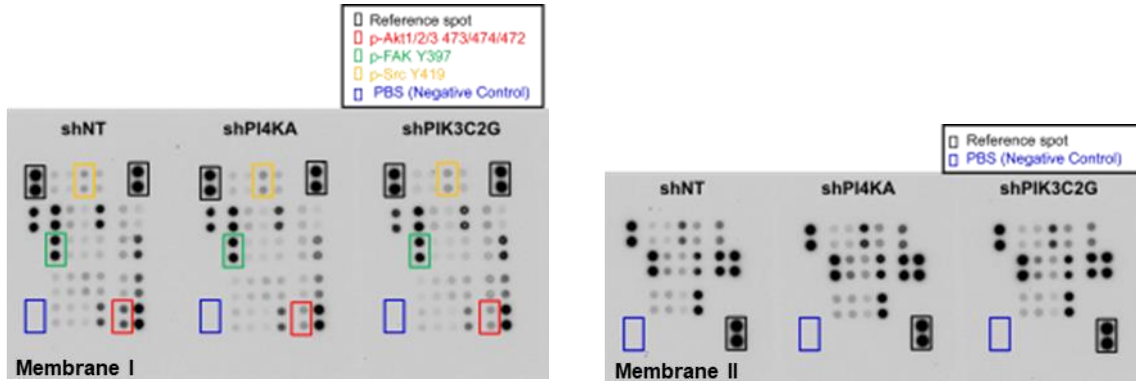 Reference spot
p-Akt1/2/3 473/474/472
p-FAK Y397
p-Src Y419
PBS (Negative Control)
shNT shPI4KA shPIK3C2G
Membrane I
Reference spot
PBS (Negative Control)
shNT shPI4KA shPIK3C2G
Membrane II